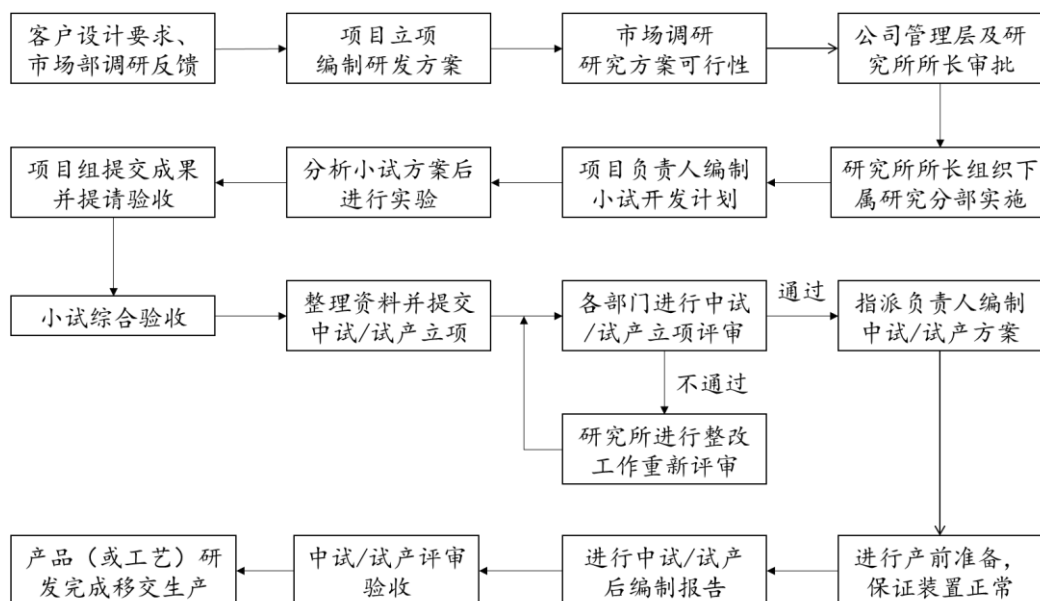 客户设计要求、
市场部调研反馈
项目立项
编制研发方案
市场调研
研究方案可行性
公司管理层及研
究所所长审批
研究所所长组织下
属研究分部实施
项目负责人编制
小试开发计划
分析小试方案后
进行实验
项目组提交成果
并提请验收
小试综合验收
整理资料并提交
中试/试产立项
各部门进行中试
/试产立项评审
通过
指派负责人编制
中试/试产方案
不通过
研究所进行整改
工作重新评审
进行产前准备，
保证装置正常
进行中试/试产
后编制报告
中试/试产评审
验收
产品（或工艺）研
发完成移交生产